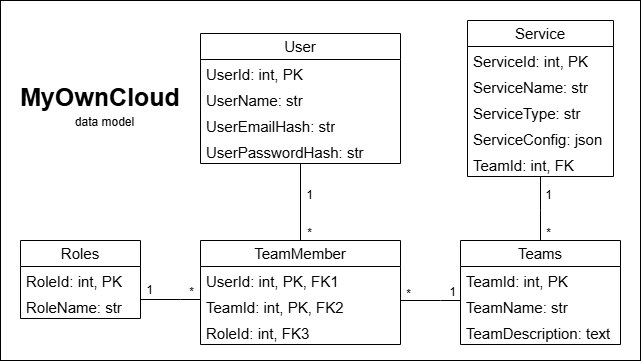 MyOwnCloud
data model
User
UserId: int, PK
UserName: str
UserEmailHash: str
UserPasswordHash: str
Service
ServiceId: int, PK
ServiceName: str
ServiceType: str
ServiceConfig: json
TeamId: int, FK
1
*
1
*
Roles
RoleId: int, PK
RoleName: str
1
*
TeamMember
UserId: int, PK, FK1
TeamId: int, PK, FK2
RoleId: int, FK3
*
1
Teams
TeamId: int, PK
TeamName: str
TeamDescription: text